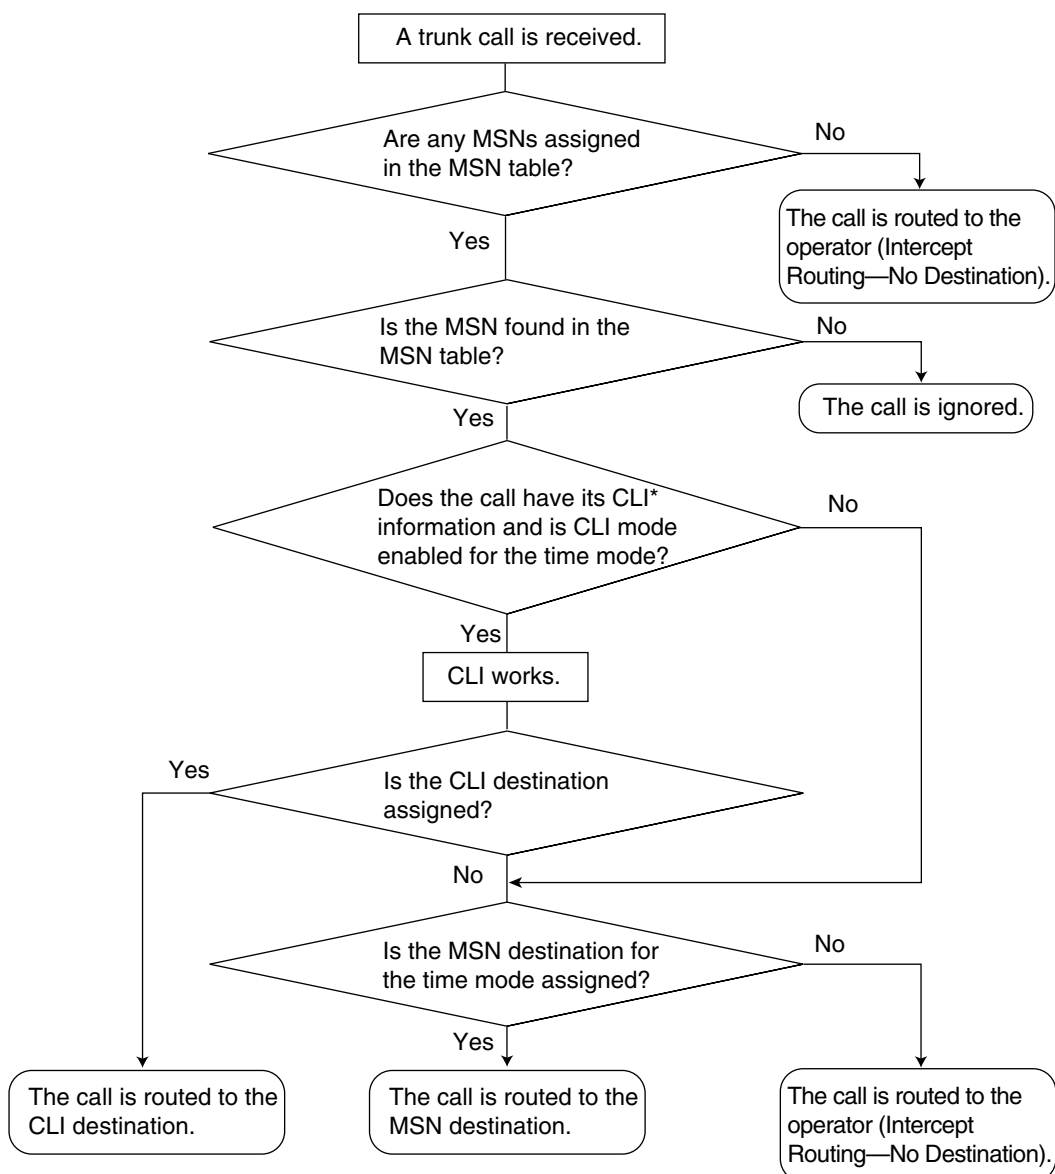 A trunk call is received.
Are any MSNs assigned
in the MSN table?
No
The call is routed to the
operator (Intercept
Routing—No Destination).
Yes
Is the MSN found in the
MSN table?
No
The call is ignored.
Yes
Does the call have its CLI*
information and is CLI mode
enabled for the time mode?
No
Yes
CLI works.
Yes
Is the CLI destination
assigned?
No
Is the MSN destination for
the time mode assigned?
No
Yes
The call is routed to the
CLI destination.
The call is routed to the
MSN destination.
The call is routed to the
operator (Intercept
Routing—No Destination).